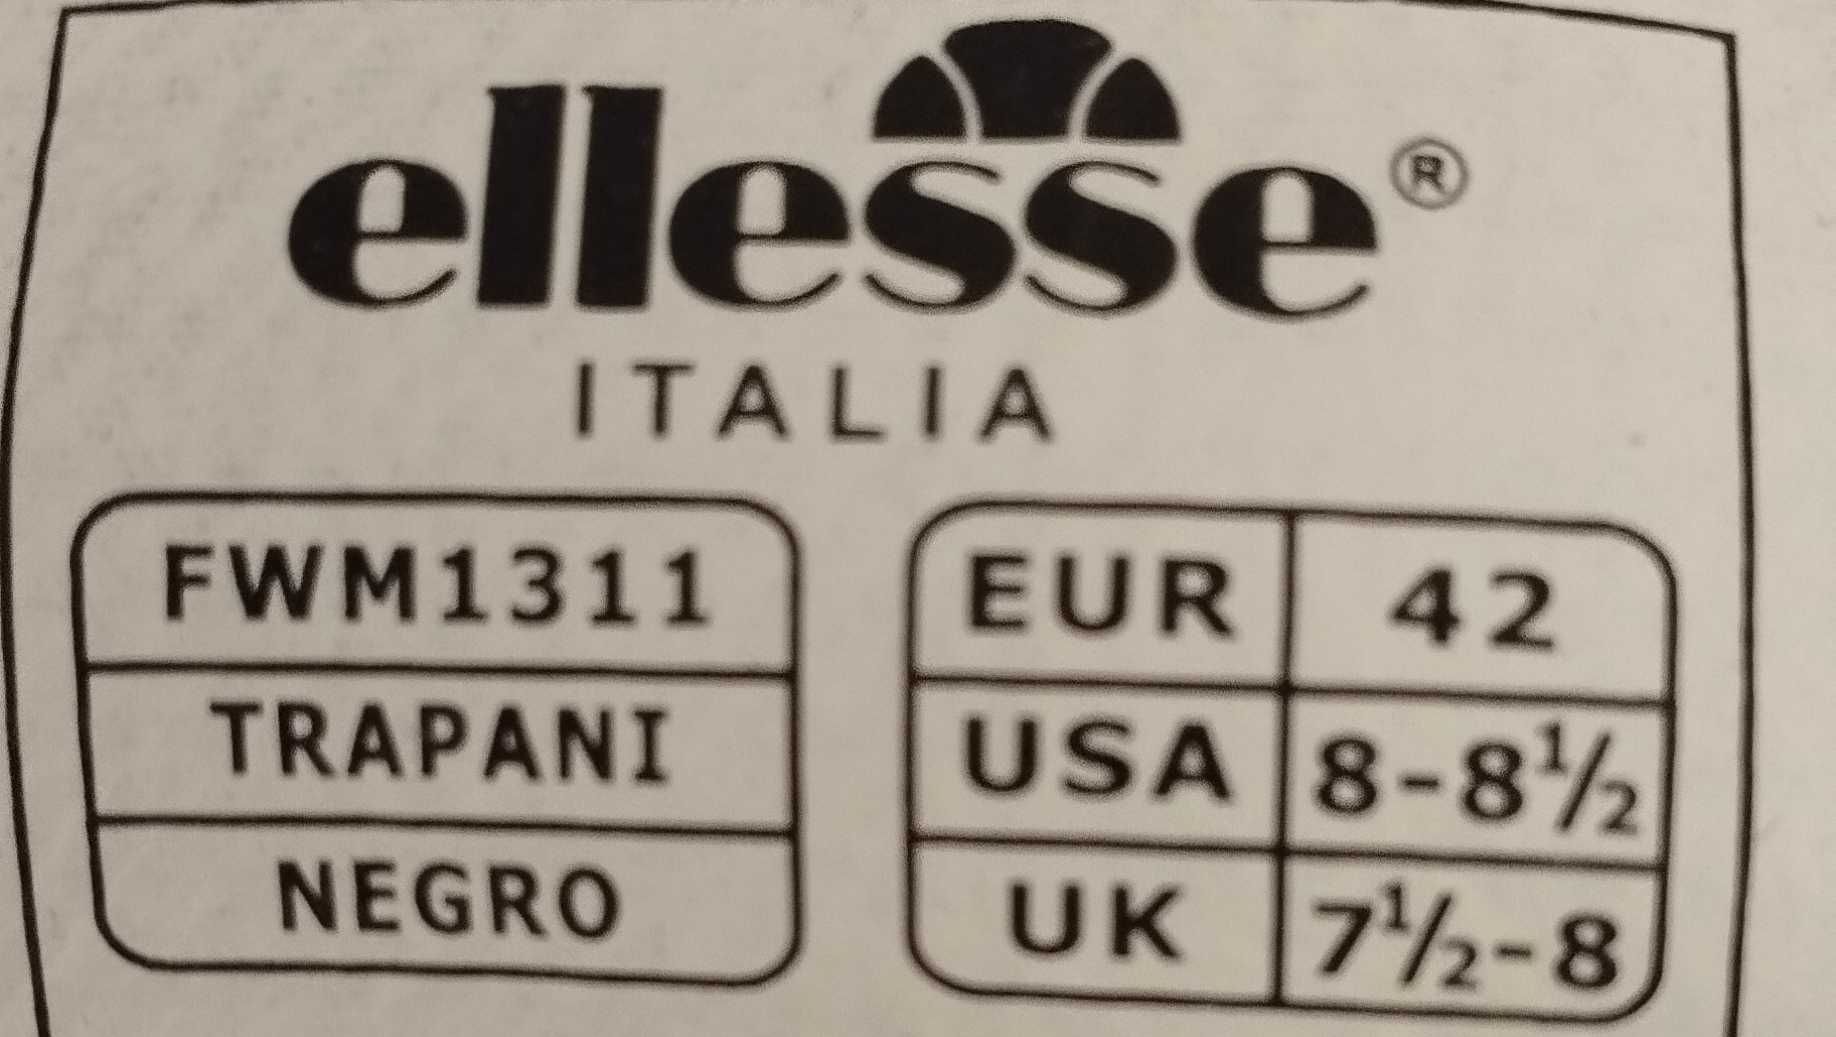 ellesse®
ITALIA
FWM1311
TRAPANI
NEGRO
EUR 42
USA 8-8½
UK 7½-8